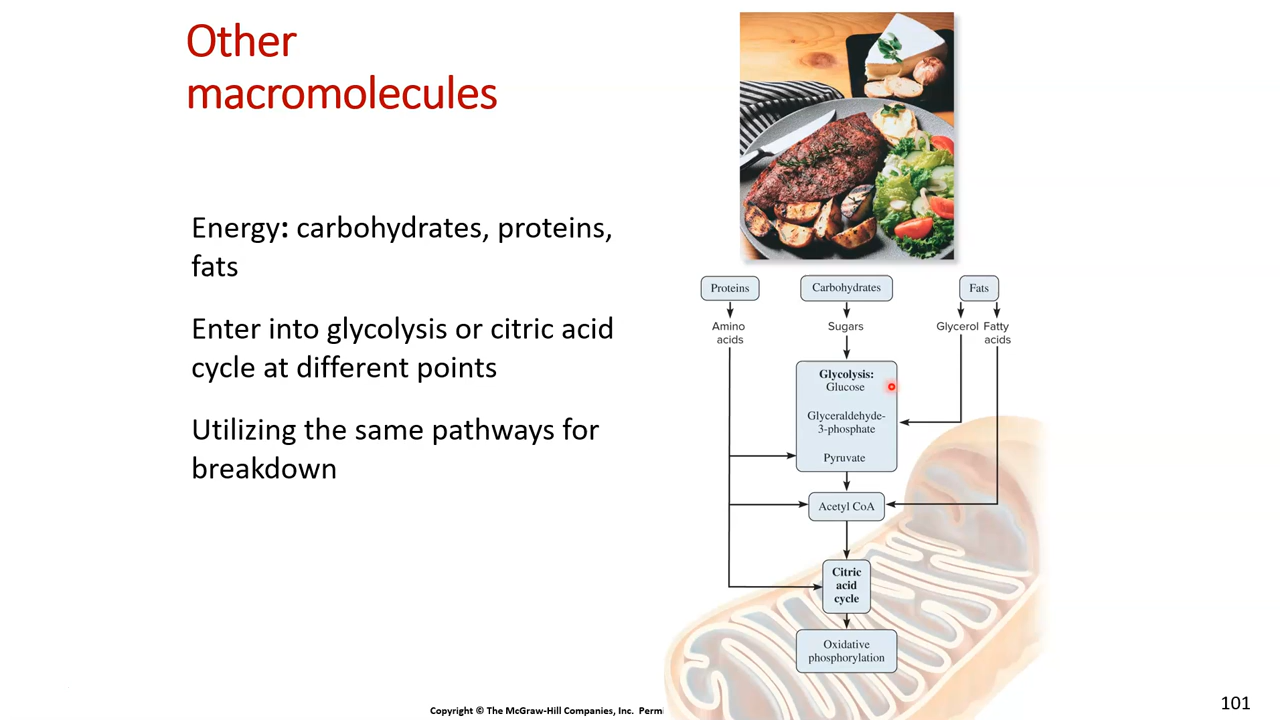 Other
macromolecules
Energy: carbohydrates, proteins,
fats
Enter into glycolysis or citric acid
cycle at different points
Utilizing the same pathways for
breakdown
Proteins
Carbohydrates
Fats
Amino
acids
Sugars
Glycerol
Fatty
acids
Glycolysis:
Glucose
Glyceraldehyde-
3-phosphate
Pyruvate
Acetyl CoA
Citric
acid
cycle
Oxidative
phosphorylation
Copyright © The McGraw-Hill Companies, Inc. Permi
101